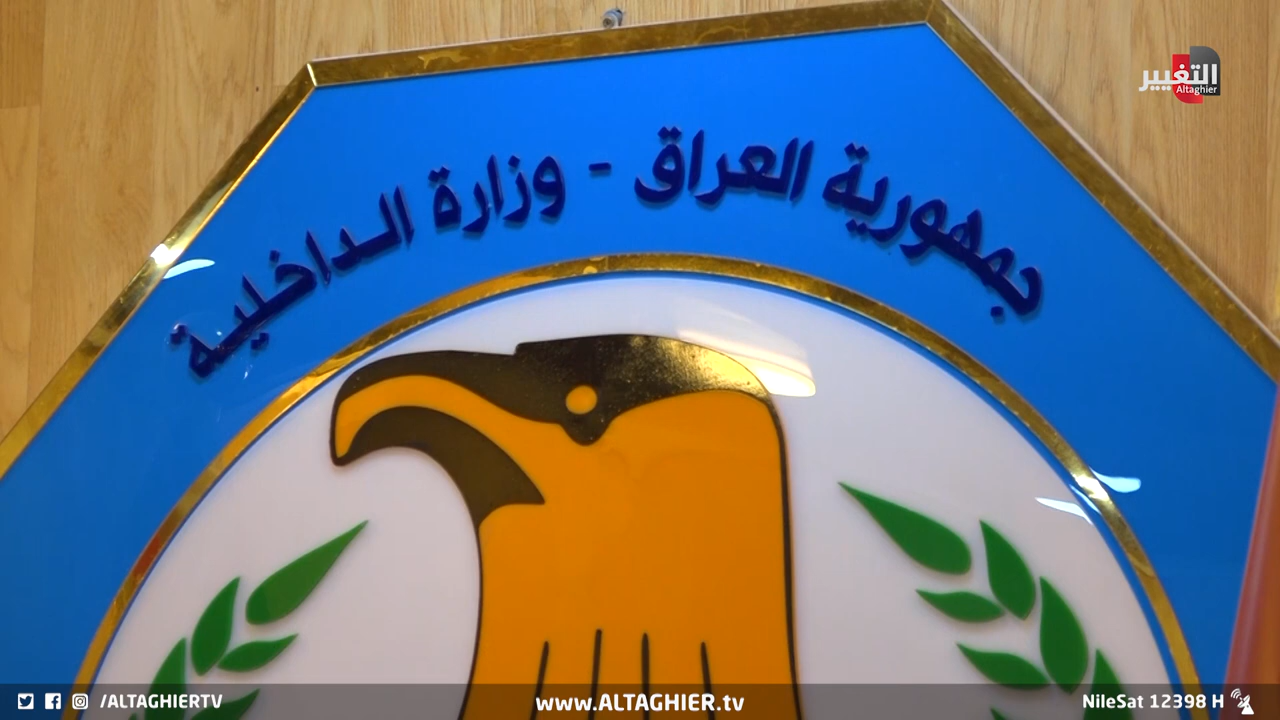 التغيير
Altaghier
جمهورية العراق - وزارة الداخلية
/ALTAGHIERTV
www.ALTAGHIER.tv
NileSat 12398 H